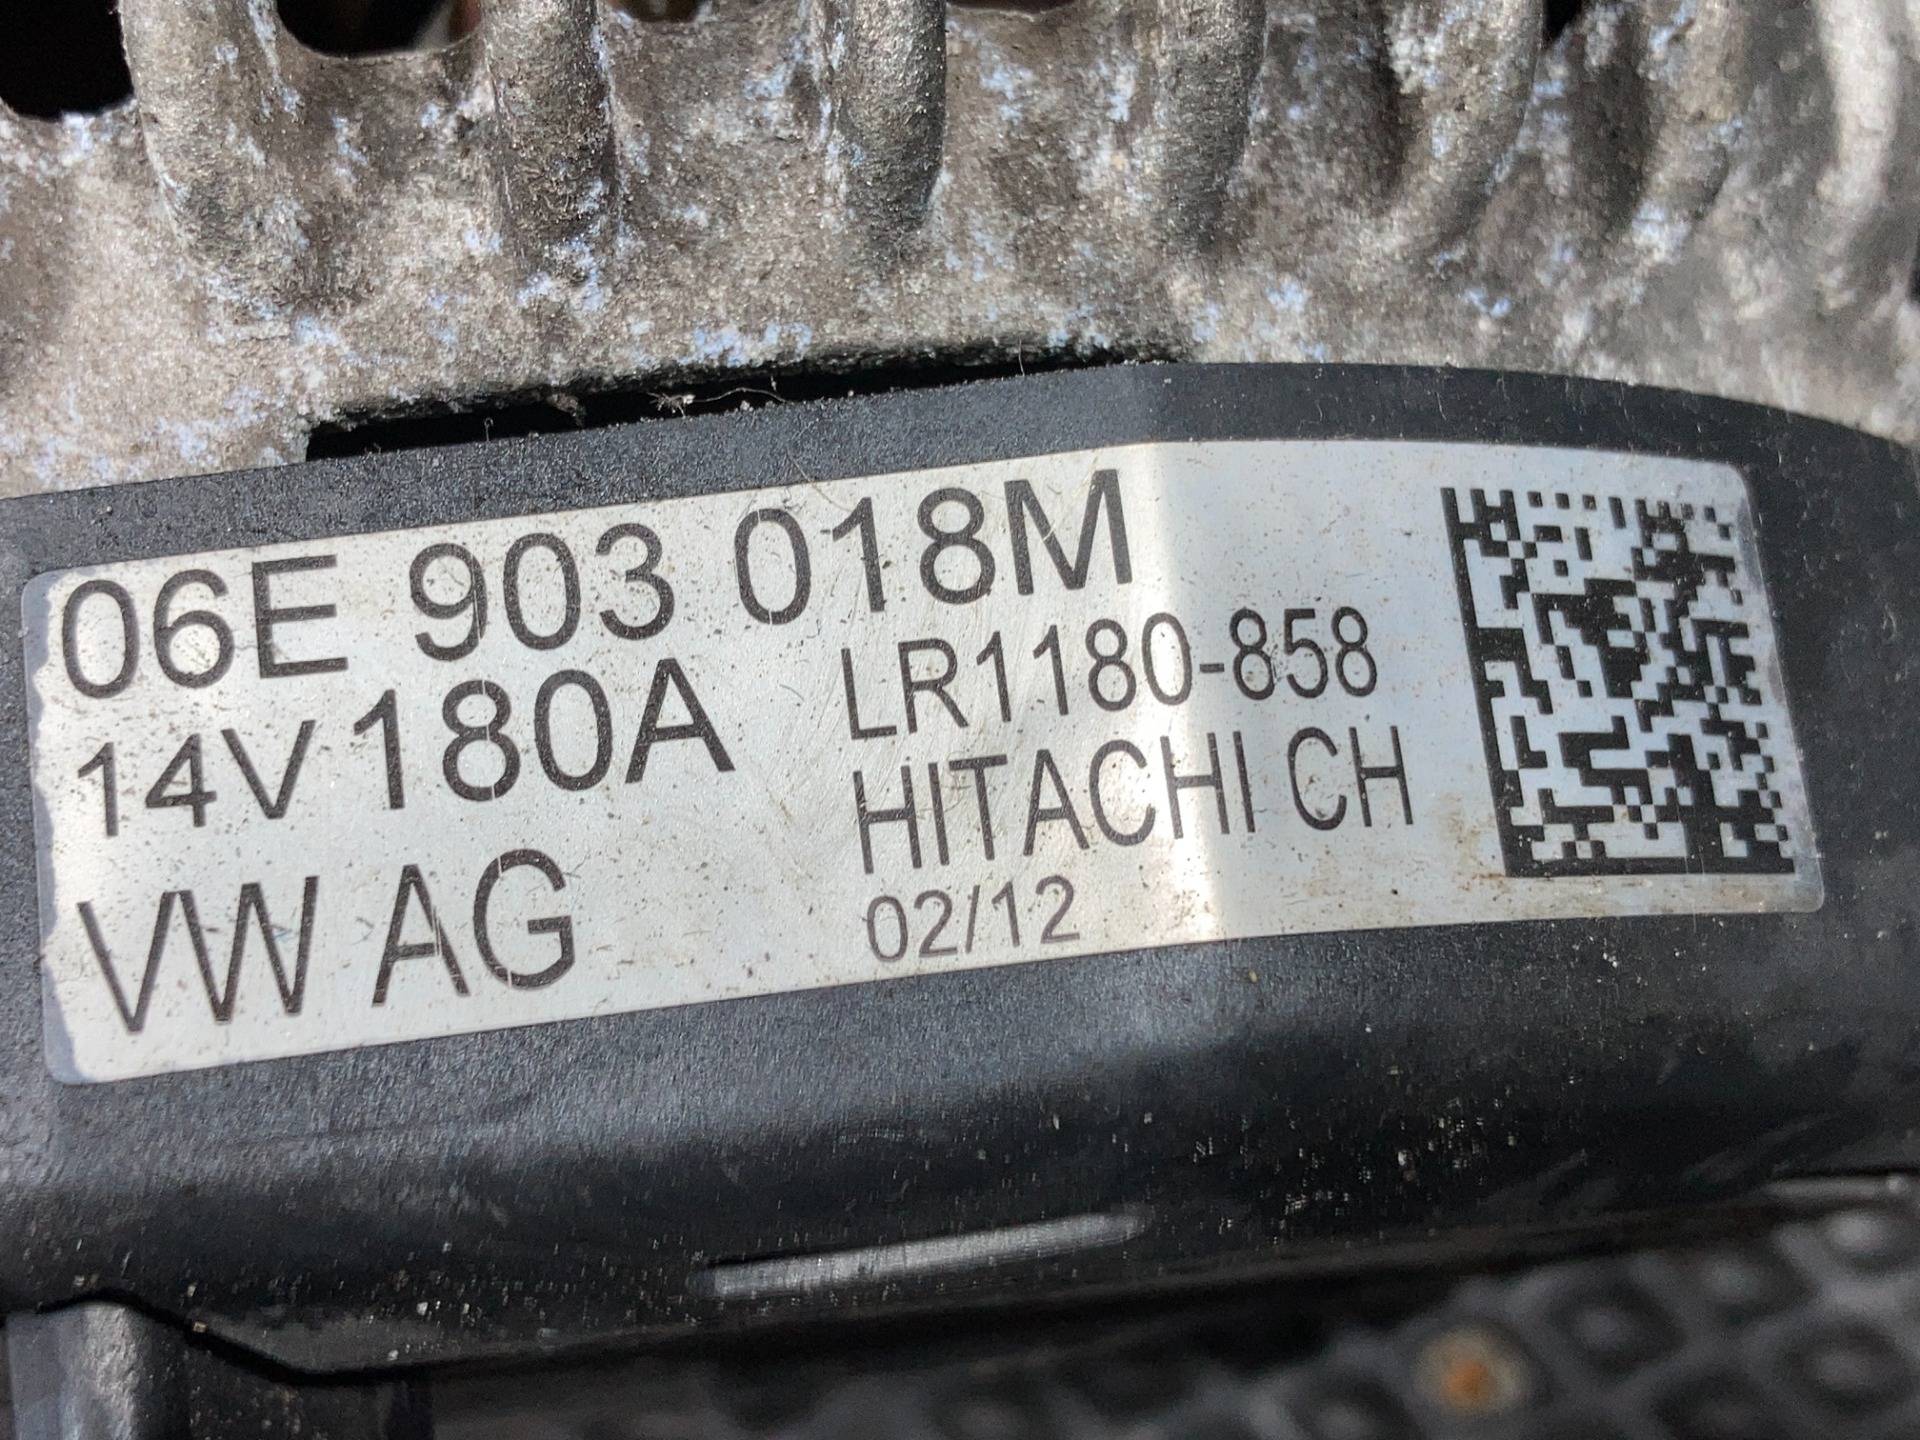 06E 903 018M
14V 180A LR1180-858
HITACHI CH
VW AG 02/12